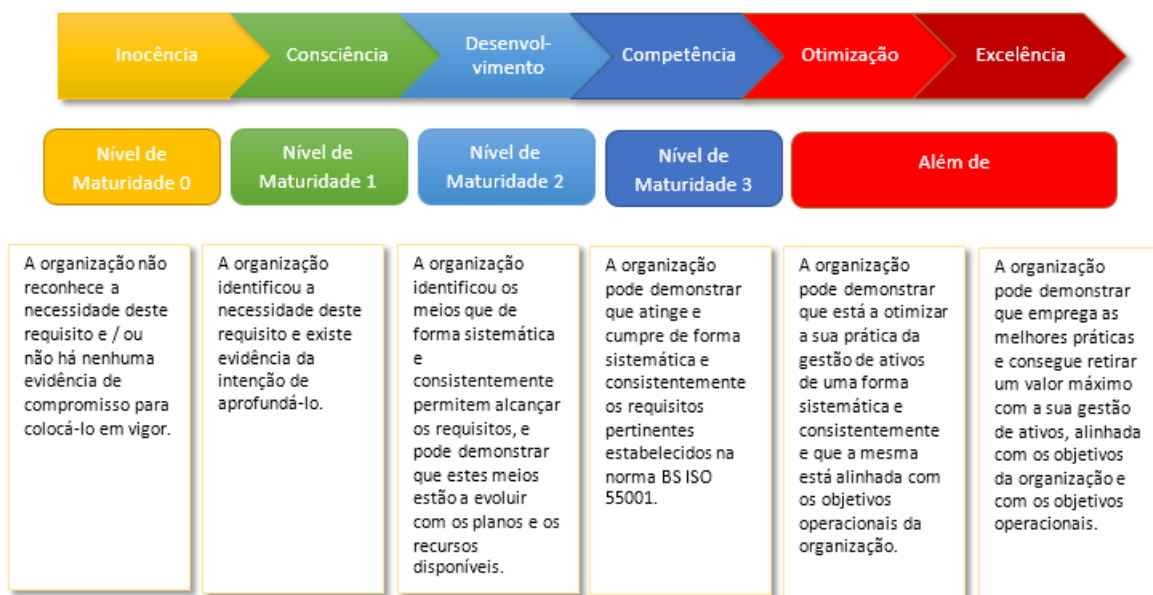 Inocência
Consciência
Desenvol-
vimento
Competência
Otimização
Excelência
Nível de
Maturidade 0
Nível de
Maturidade 1
Nível de
Maturidade 2
Nível de
Maturidade 3
Além de
A organização não
reconhece a
necessidade deste
requisito e / ou
não há nenhuma
evidência de
compromisso para
colocá-lo em vigor.
A organização
identificou a
necessidade deste
requisito e existe
evidência da
intenção de
aprofundá-lo.
A organização
identificou os
meios que de
forma sistemática
e
consistentemente
permitem alcançar
os requisitos, e
pode demonstrar
que estes meios
estão a evoluir
com os planos e os
recursos
disponíveis.
A organização
pode demonstrar
que atinge e
cumpre de forma
sistemática e
consistentemente
os requisitos
pertinentes
estabelecidos na
norma BS ISO
55001.
A organização
pode demonstrar
que está a otimizar
a sua prática da
gestão de ativos
de uma forma
sistemática e
consistentemente
e que a mesma
está alinhada com
os objetivos
operacionais da
organização.
A organização
pode demonstrar
que emprega as
melhores práticas
e consegue retirar
um valor máximo
com a sua gestão
de ativos, alinhada
com os objetivos
da organização e
com os objetivos
operacionais.